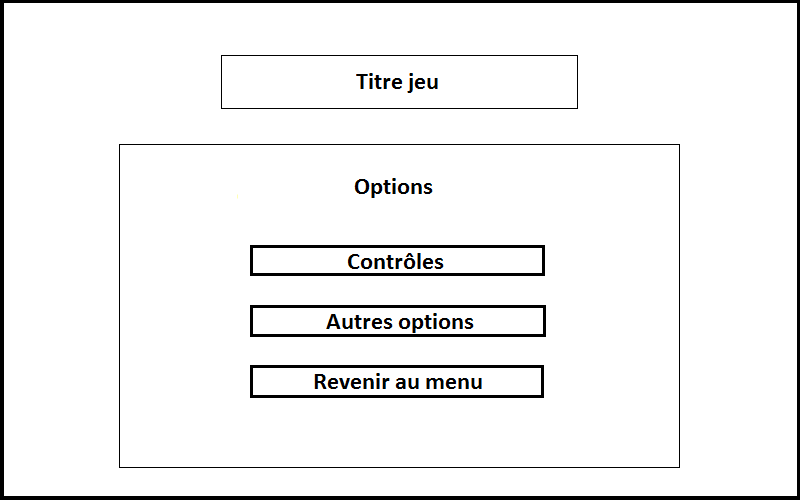 Titre jeu
Options
Contrôles
Autres options
Revenir au menu